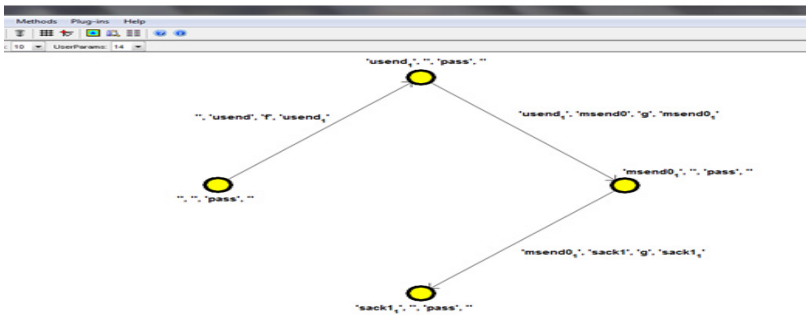 Methods Plug-ins Help
: 10 UserParams: 14
'usend₁', '', 'pass', ''
'', 'usend', 'f', 'usend₁'
'usend₁', 'msend0', 'g', 'msend0₁'
'msend0₁', '', 'pass', ''
'', '', 'pass', ''
'msend0₁', 'sack1', 'g', 'sack1₁'
'sack1₁', '', 'pass', ''